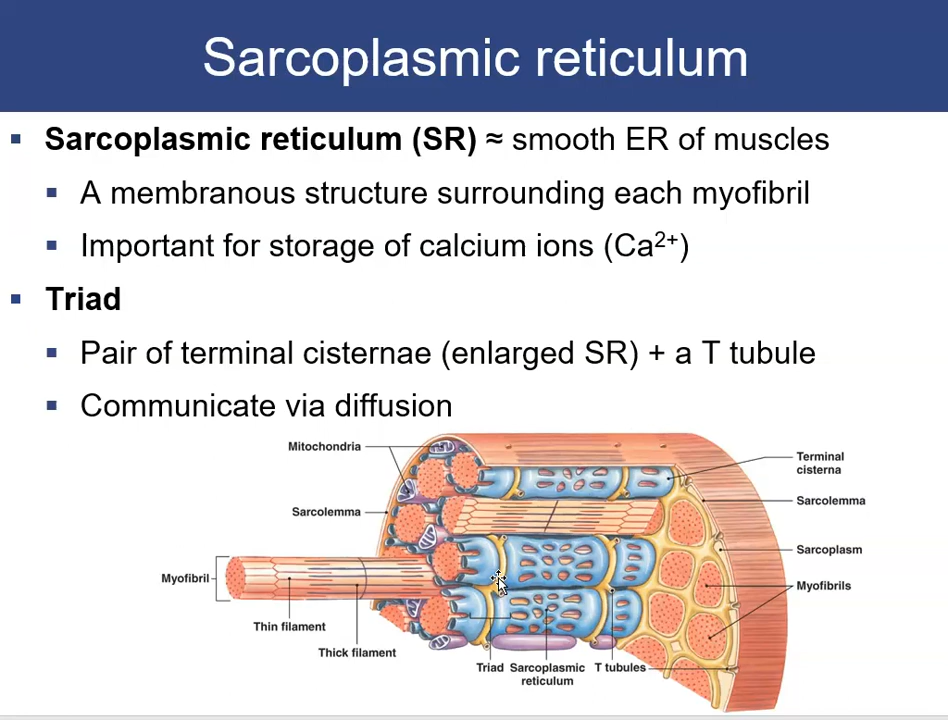 Sarcoplasmic reticulum
▪ Sarcoplasmic reticulum (SR) ≈ smooth ER of muscles
▪ A membranous structure surrounding each myofibril
▪ Important for storage of calcium ions (Ca²⁺)
▪ Triad
▪ Pair of terminal cisternae (enlarged SR) + a T tubule
▪ Communicate via diffusion
Mitochondria
Sarcolemma
Myofibril
Thin filament
Thick filament
Triad
Sarcoplasmic
reticulum
T tubules
Terminal
cisterna
Sarcolemma
Sarcoplasm
Myofibrils